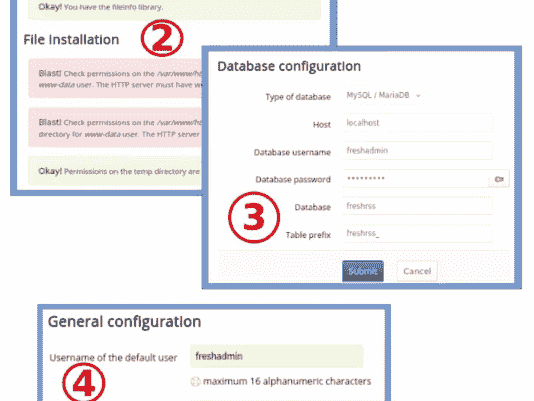 Okay! You have the fileinfo library.
File installation
2
Blast! Check permissions on the /var/www/ht
www-data user. The HTTP server must have w
Blast! Check permissions on the /var/www/ht
directory for www-data user. The HTTP server
Okay! Permissions on the temp directory are
Database configuration
Type of database MySQL / MariaDB
Host localhost
Database username freshadmin
Database password •••••••••
3
Database freshrss
Table prefix freshrss_
Submit Cancel
General configuration
Username of the default user freshadmin
4
maximum 16 alphanumeric characters